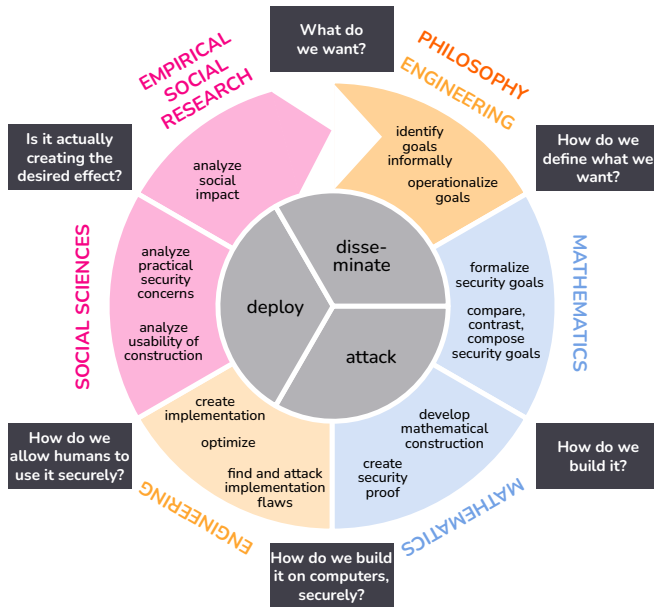 What do
we want?
PHILOSOPHY
ENGINEERING
identify
goals
informally
operationalize
goals
How do we
define what we
want?
MATHEMATICS
formalize
security goals
compare,
contrast,
compose
security goals
How do we
build it?
develop
mathematical
construction
create
security
proof
MATHEMATICS
How do we build
it on computers,
securely?
create
implementation
optimize
find and attack
implementation
flaws
ENGINEERING
How do we
allow humans to
use it securely?
SOCIAL SCIENCES
analyze
practical
security
concerns
analyze
usability of
construction
Is it actually
creating the
desired effect?
EMPIRICAL
SOCIAL
RESEARCH
analyze
social
impact
disse-
minate
deploy
attack